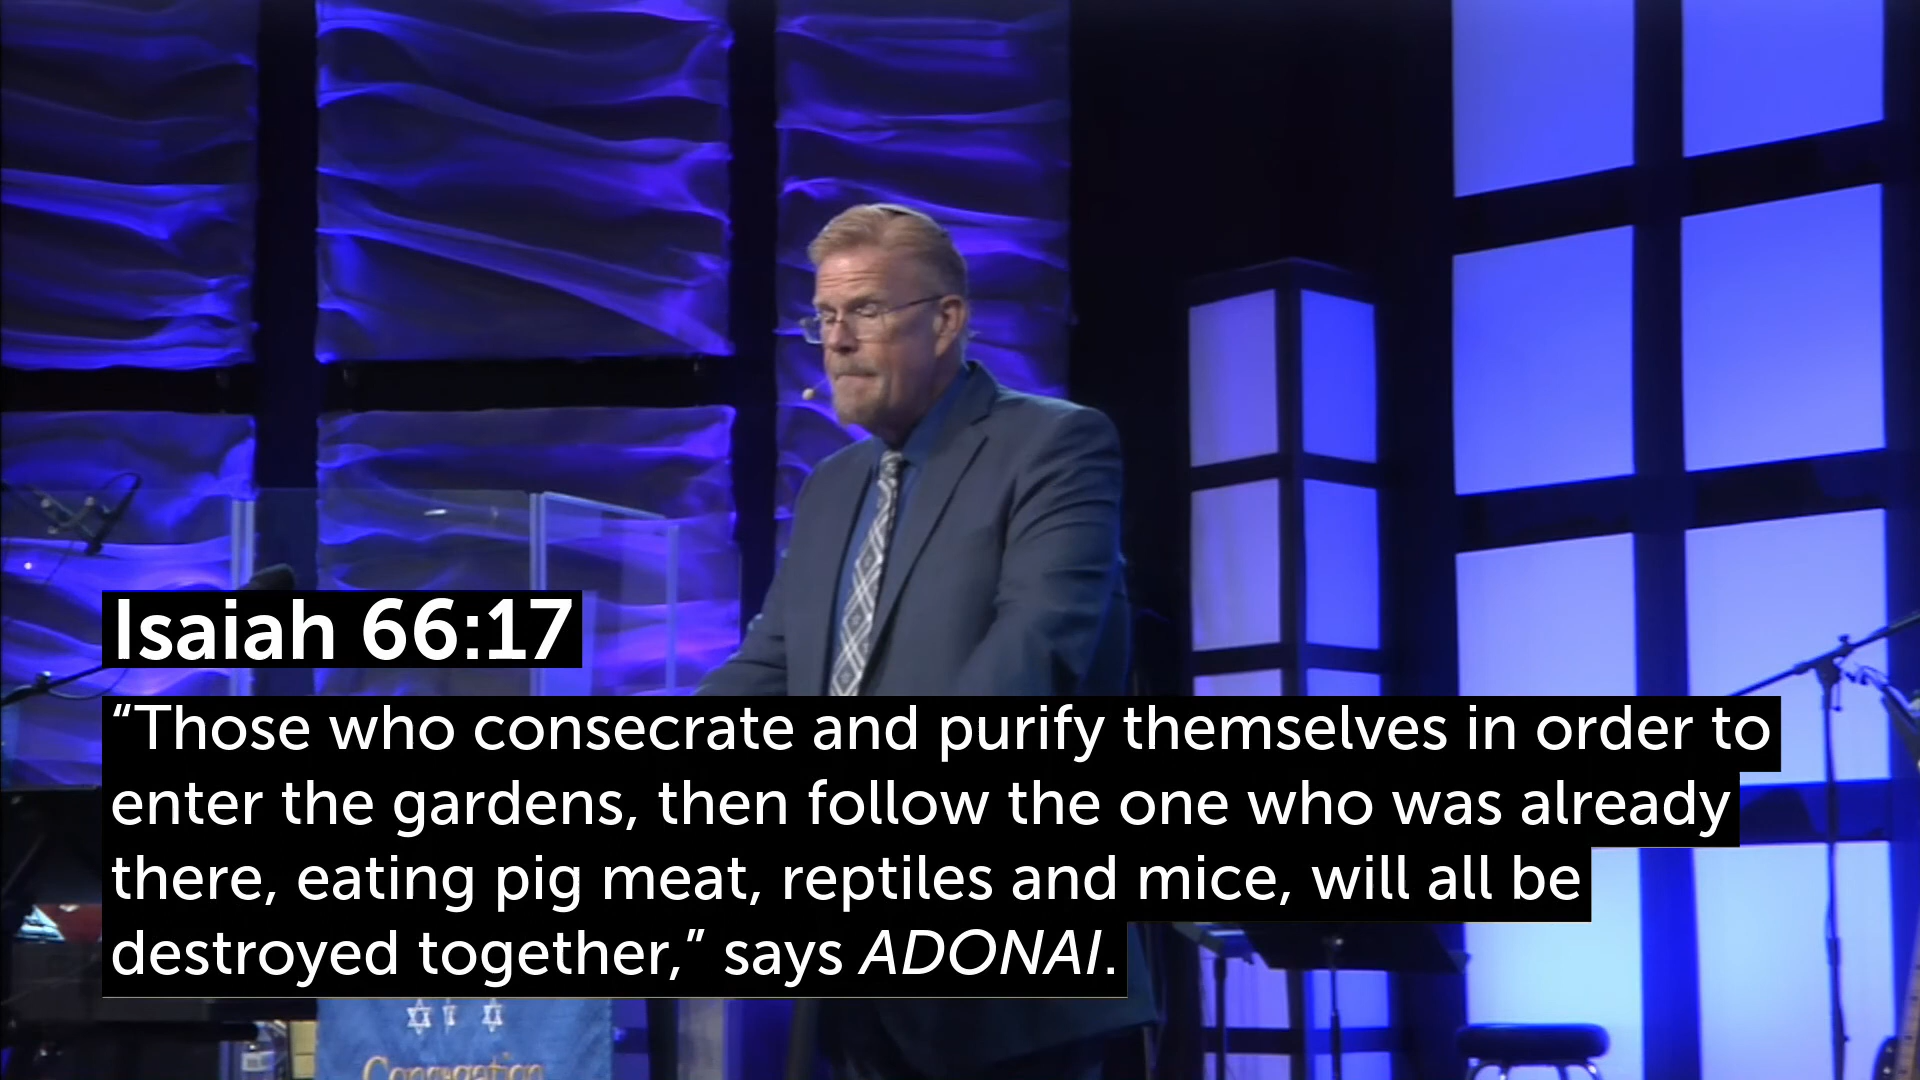 Isaiah 66:17
“Those who consecrate and purify themselves in order to
enter the gardens, then follow the one who was already
there, eating pig meat, reptiles and mice, will all be
destroyed together,” says ADONAI.
Congregation